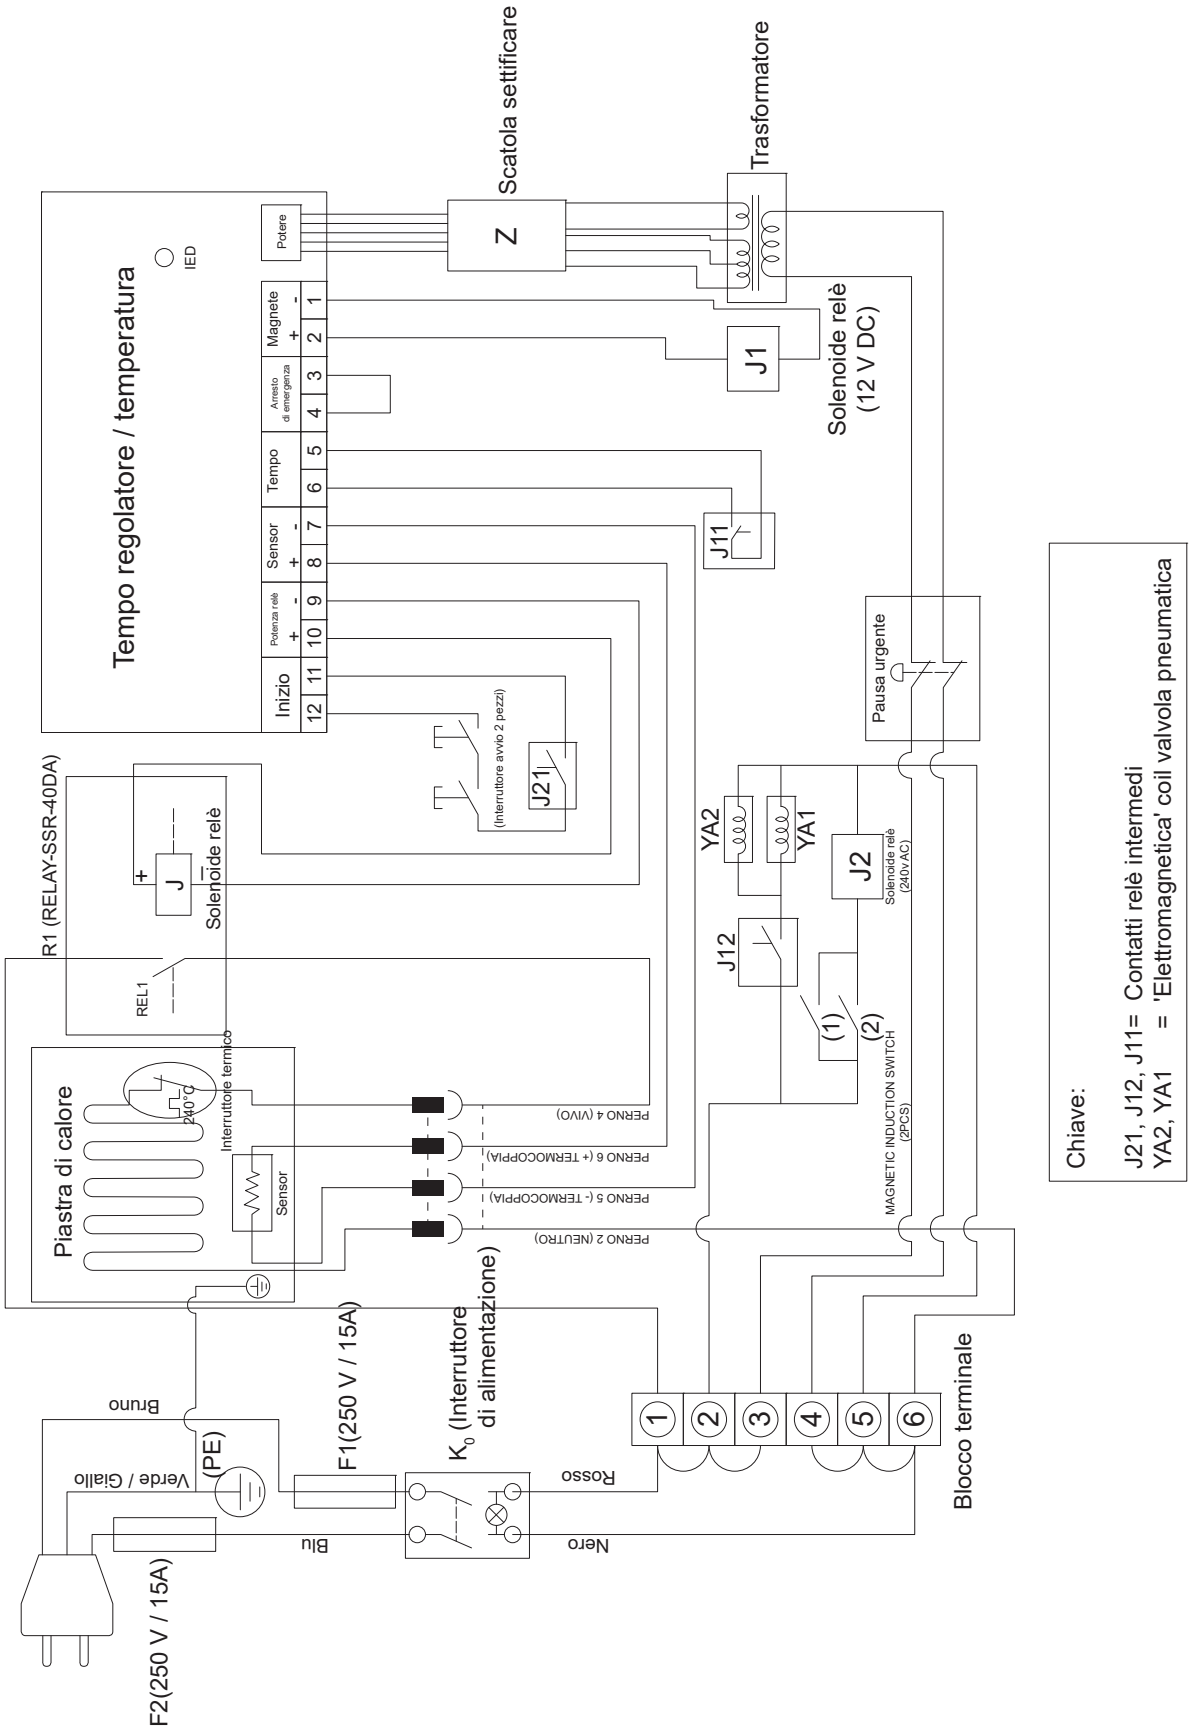 Tempo regolatore / temperatura
IED
Potere
Magnete
- +
Arresto
di emergenza
Tempo
Sensor
- +
Potenza relè
- +
Inizio
1
2
3
4
5
6
7
8
9
10
11
12
Scatola settificare
Z
Trasformatore
J1
Solenoide relè
(12 V DC)
J11
Pausa urgente
(Interruttore avvio 2 pezzi)
J21
R1 (RELAY-SSR-40DA)
+
J
-
Solenoide relè
REL1
Piastra di calore
240°C
Interruttore termico
Sensor
PERNO 4 (VIVO)
PERNO 6 (+ TERMOCOPPIA)
PERNO 5 (- TERMOCOPPIA)
PERNO 2 (NEUTRO)
YA2
YA1
J12
J2
Solenoide relè
(240v AC)
(1)
(2)
MAGNETIC INDUCTION SWITCH
(2PCS)
Bruno
Verde / Giallo
(PE)
Blu
F1(250 V / 15A)
F2(250 V / 15A)
K0 (Interruttore
di alimentazione)
Rosso
Nero
1
2
3
4
5
6
Blocco terminale
Chiave:
J21, J12, J11= Contatti relè intermedi
YA2, YA1 = 'Elettromagnetica' coil valvola pneumatica